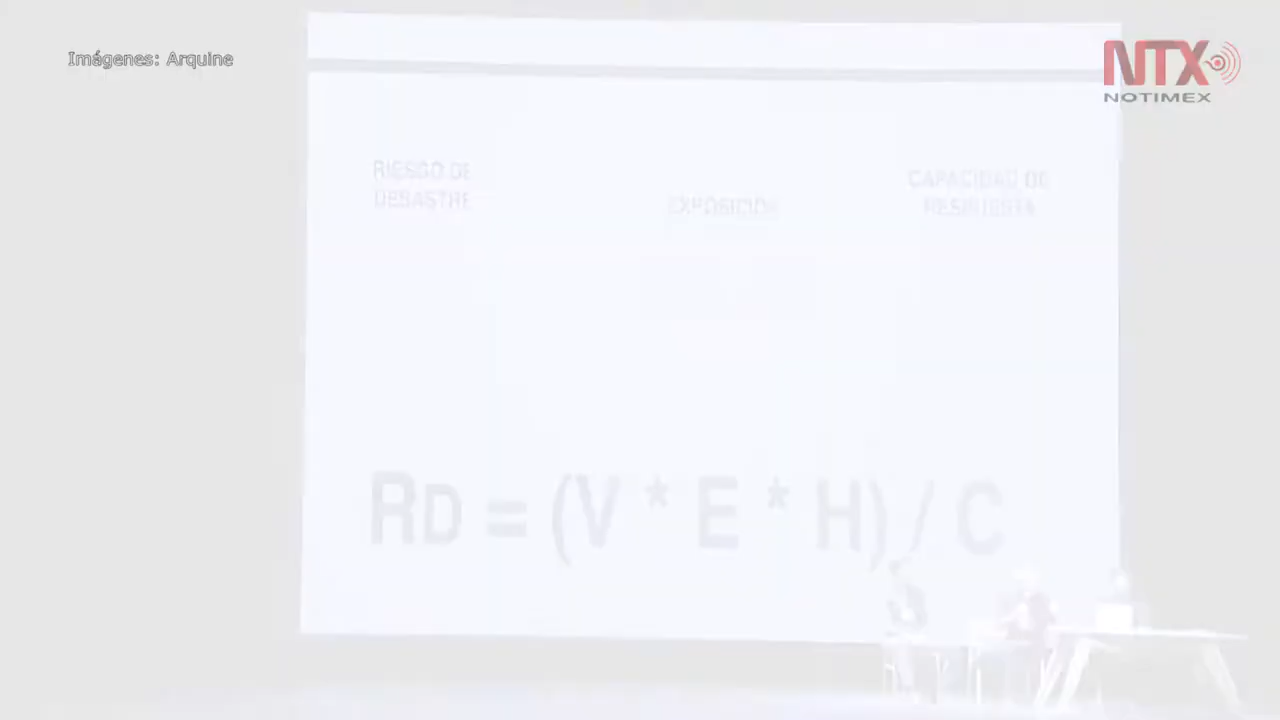 Imágenes: Arquine
NTX
NOTIMEX
RIESGO DE
DESASTRE
EXPOSICIÓN
CAPACIDAD DE
RESPUESTA
RD = (V * E * H) / C